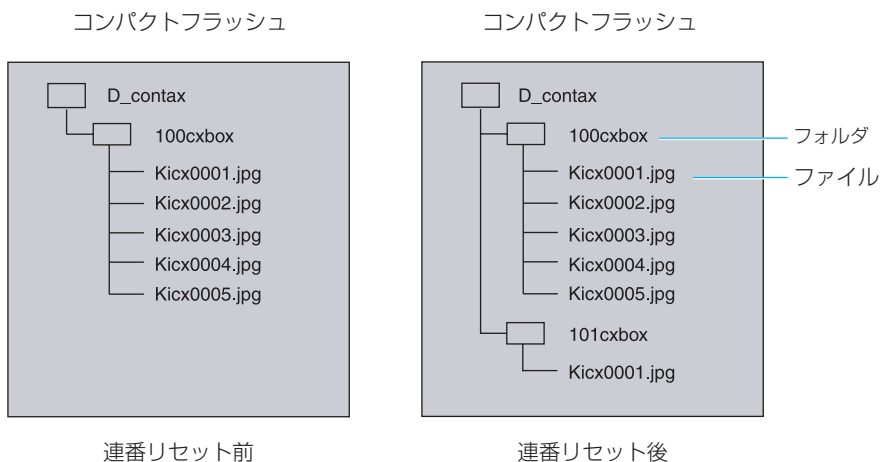 コンパクトフラッシュ
D_contax
100cxbox
Kicx0001.jpg
Kicx0002.jpg
Kicx0003.jpg
Kicx0004.jpg
Kicx0005.jpg
連番リセット前
コンパクトフラッシュ
D_contax
100cxbox
フォルダ
Kicx0001.jpg
ファイル
Kicx0002.jpg
Kicx0003.jpg
Kicx0004.jpg
Kicx0005.jpg
101cxbox
Kicx0001.jpg
連番リセット後